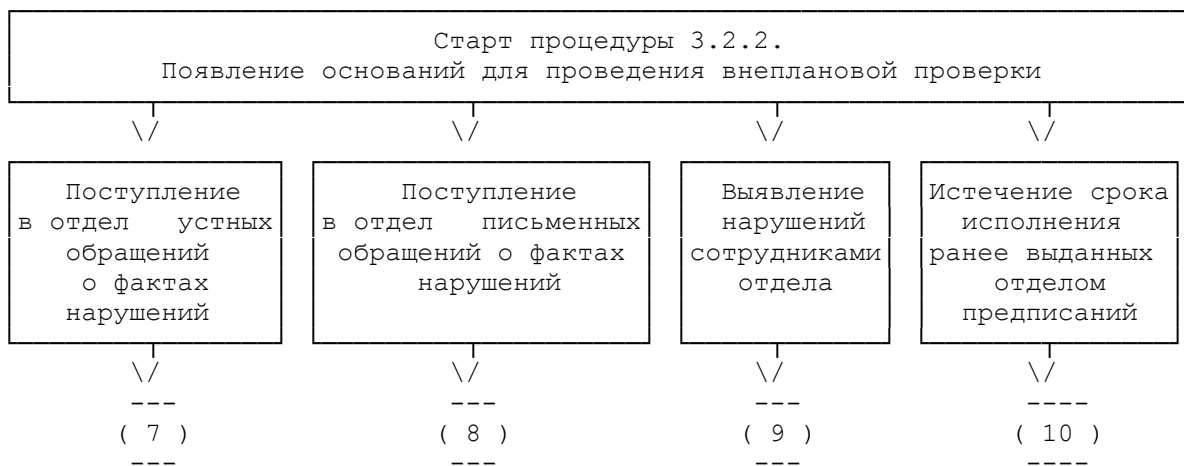 Старт процедуры 3.2.2.
Появление оснований для проведения внеплановой проверки
\/ \/ \/ \/
Поступление
в отдел устных
обращений
о фактах
нарушений
Поступление
в отдел письменных
обращений о фактах
нарушений
Выявление
нарушений
сотрудниками
отдела
Истечение срока
исполнения
ранее выданных
отделом
предписаний
\/ \/ \/ \/
--- --- --- ----
( 7 ) ( 8 ) ( 9 ) ( 10 )
--- --- --- ----